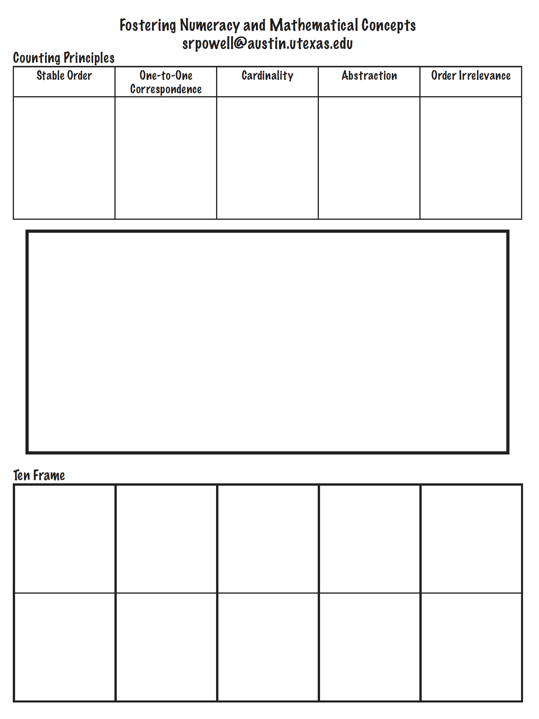 Fostering Numeracy and Mathematical Concepts
srpowell@austin.utexas.edu
Counting Principles
Stable Order
One-to-One
Correspondence
Cardinality
Abstraction
Order Irrelevance
Ten Frame